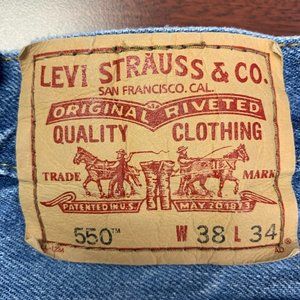 LEVI STRAUSS & CO.
SAN FRANCISCO, CAL.
ORIGINAL RIVETED
QUALITY CLOTHING
TRADE MARK
PATENTED IN U.S. MAY 20 1873
550™ W 38 L 34